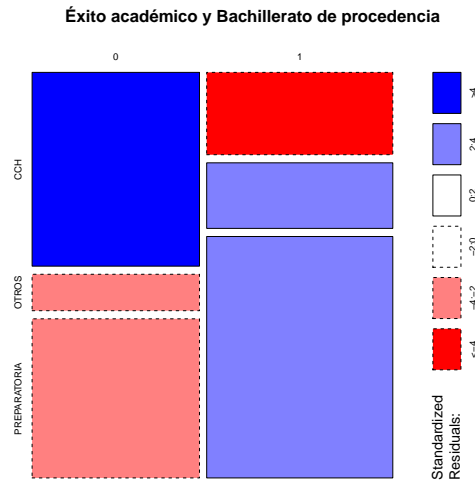 Éxito académico y Bachillerato de procedencia
0
1
CCH
OTROS
PREPARATORIA
Standardized
Residuals:
<-4
-4:-2
-2:0
0:2
2:4
>4